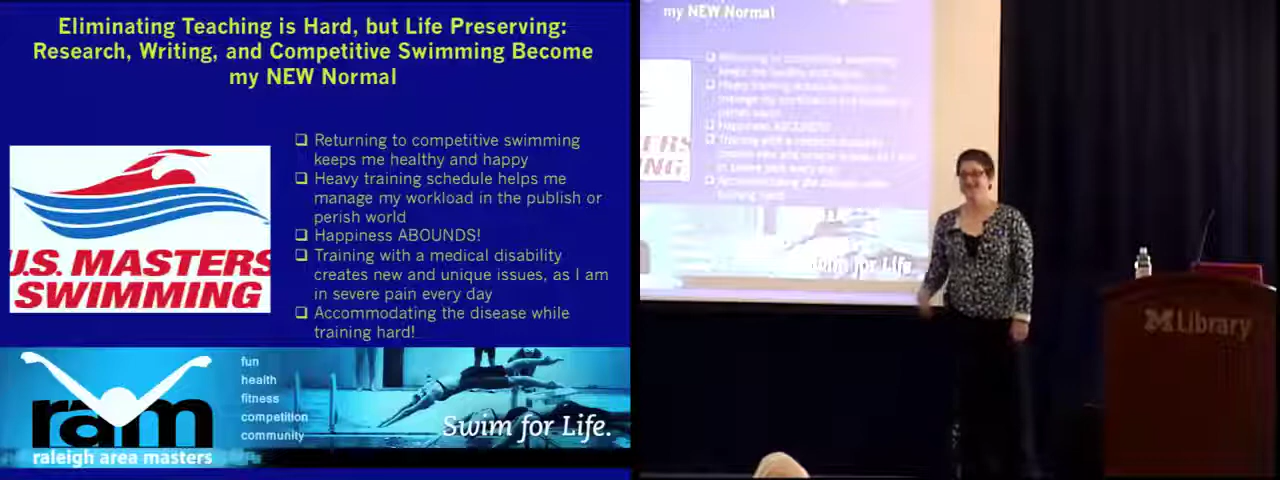 Eliminating Teaching is Hard, but Life Preserving:
Research, Writing, and Competitive Swimming Become
my NEW Normal
❑ Returning to competitive swimming
keeps me healthy and happy
❑ Heavy training schedule helps me
manage my workload in the publish or
perish world
❑ Happiness ABOUNDS!
❑ Training with a medical disability
creates new and unique issues, as I am
in severe pain every day
❑ Accommodating the disease while
training hard!
U.S. MASTERS
SWIMMING
ram
raleigh area masters
fun
health
fitness
competition
community
Swim for Life.
my NEW Normal
Swim for Life.
M Library